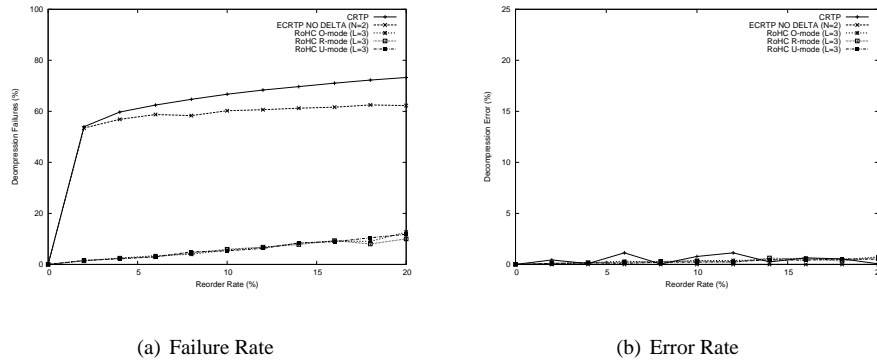 100
80
60
40
20
0
0
5
10
15
20
Deompression Failures (%)
Reorder Rate (%)
CRTP
ECRTP NO DELTA (N=2)
RoHC O-mode (L=3)
RoHC R-mode (L=3)
RoHC U-mode (L=3)
25
20
15
10
5
0
0
5
10
15
20
Decompression Error (%)
Reorder Rate (%)
CRTP
ECRTP NO DELTA (N=2)
RoHC O-mode (L=3)
RoHC R-mode (L=3)
RoHC U-mode (L=3)
(a) Failure Rate
(b) Error Rate